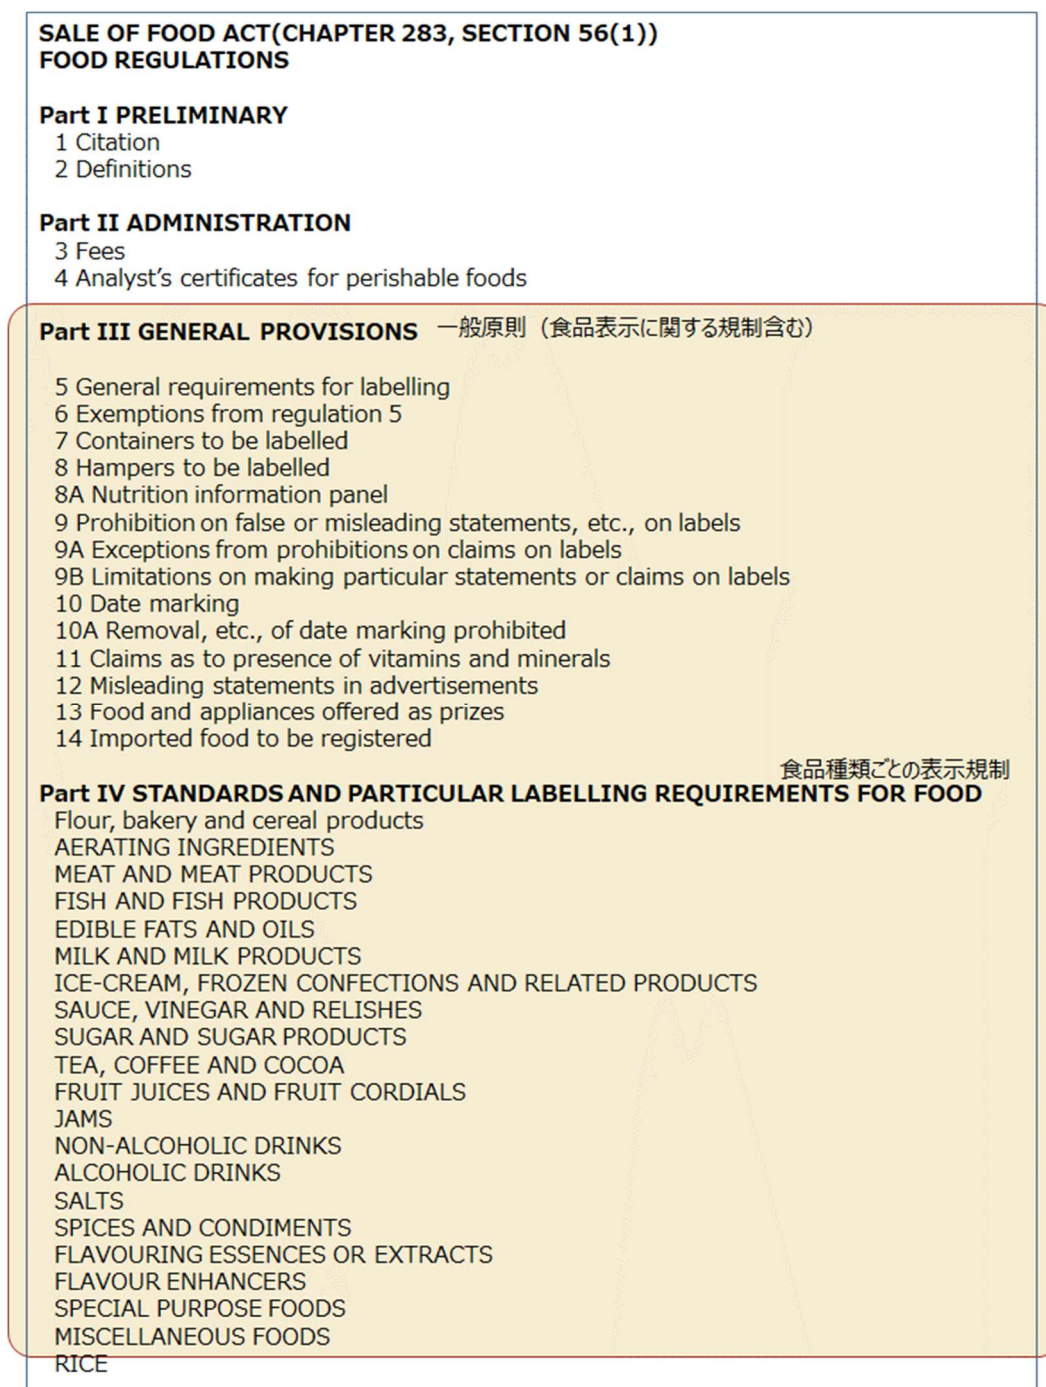 SALE OF FOOD ACT(CHAPTER 283, SECTION 56(1))
FOOD REGULATIONS
Part I PRELIMINARY
1 Citation
2 Definitions
Part II ADMINISTRATION
3 Fees
4 Analyst's certificates for perishable foods
Part III GENERAL PROVISIONS 一般原則（食品表示に関する規制含む）
5 General requirements for labelling
6 Exemptions from regulation 5
7 Containers to be labelled
8 Hampers to be labelled
8A Nutrition information panel
9 Prohibition on false or misleading statements, etc., on labels
9A Exceptions from prohibitions on claims on labels
9B Limitations on making particular statements or claims on labels
10 Date marking
10A Removal, etc., of date marking prohibited
11 Claims as to presence of vitamins and minerals
12 Misleading statements in advertisements
13 Food and appliances offered as prizes
14 Imported food to be registered
食品種類ごとの表示規制
Part IV STANDARDS AND PARTICULAR LABELLING REQUIREMENTS FOR FOOD
Flour, bakery and cereal products
AERATING INGREDIENTS
MEAT AND MEAT PRODUCTS
FISH AND FISH PRODUCTS
EDIBLE FATS AND OILS
MILK AND MILK PRODUCTS
ICE-CREAM, FROZEN CONFECTIONS AND RELATED PRODUCTS
SAUCE, VINEGAR AND RELISHES
SUGAR AND SUGAR PRODUCTS
TEA, COFFEE AND COCOA
FRUIT JUICES AND FRUIT CORDIALS
JAMS
NON-ALCOHOLIC DRINKS
ALCOHOLIC DRINKS
SALTS
SPICES AND CONDIMENTS
FLAVOURING ESSENCES OR EXTRACTS
FLAVOUR ENHANCERS
SPECIAL PURPOSE FOODS
MISCELLANEOUS FOODS
RICE